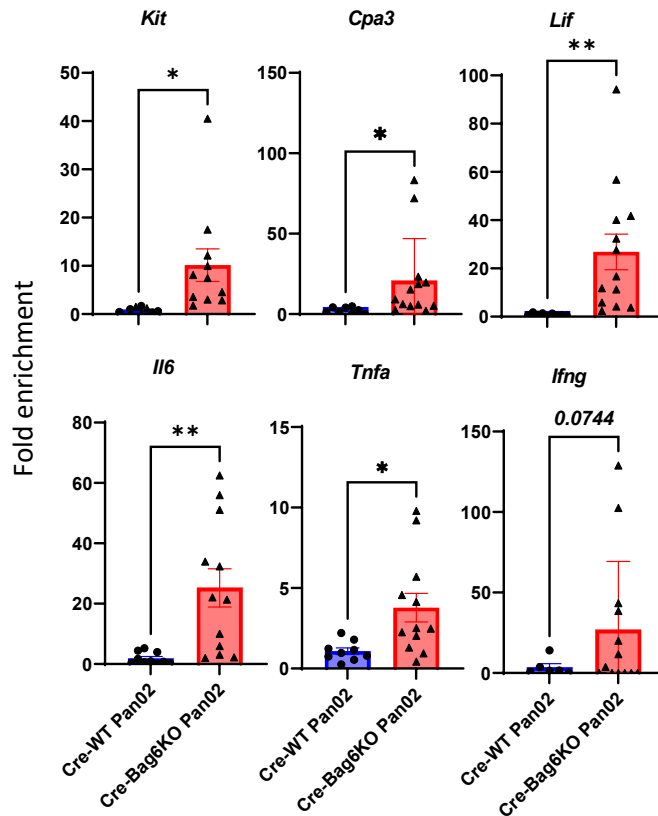 Kit
Cpa3
Lif
*
*
**
50
40
30
20
10
0
150
100
50
0
100
80
60
40
20
0
Fold enrichment
Il6
Tnfa
Ifng
**
*
0.0744
80
60
40
20
0
15
10
5
0
150
100
50
0
Cre-WT Pan02
Cre-Bag6KO Pan02
Cre-WT Pan02
Cre-Bag6KO Pan02
Cre-WT Pan02
Cre-Bag6KO Pan02